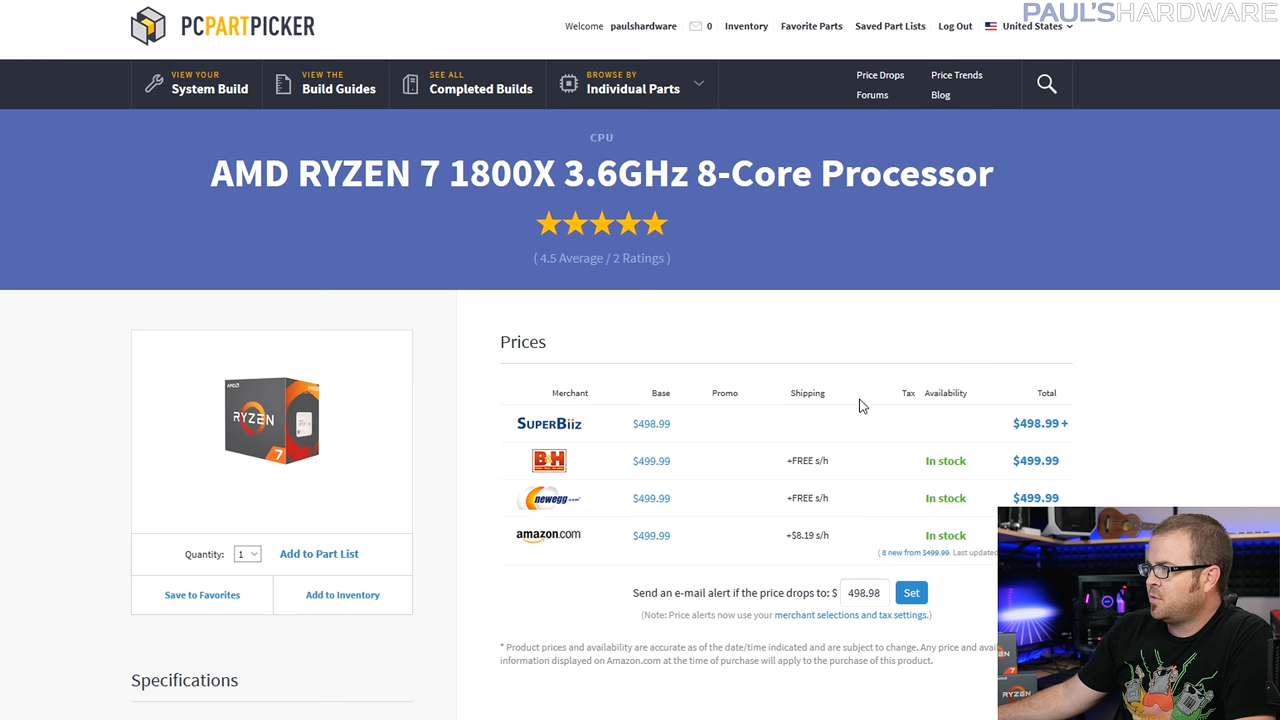 PAUL'SHARDWARE
PCPARTPICKER
Welcome paulshardware 0 Inventory Favorite Parts Saved Part Lists Log Out United States
VIEW YOUR
System Build
VIEW THE
Build Guides
SEE ALL
Completed Builds
BROWSE BY
Individual Parts
Price Drops Price Trends
Forums Blog
CPU
AMD RYZEN 7 1800X 3.6GHz 8-Core Processor
( 4.5 Average / 2 Ratings )
AMD
RYZEN
7
Quantity: 1 Add to Part List
Save to Favorites Add to Inventory
Specifications
Prices
Merchant Base Promo Shipping Tax Availability Total
SUPERBiiz $498.99 $498.99 +
B&H $499.99 +FREE s/h In stock $499.99
newegg.com $499.99 +FREE s/h In stock $499.99
amazon.com $499.99 +$8.19 s/h In stock
( 8 new from $499.99. Last updated
Send an e-mail alert if the price drops to: $ 498.98 Set
(Note: Price alerts now use your merchant selections and tax settings.)
* Product prices and availability are accurate as of the date/time indicated and are subject to change. Any price and
information displayed on Amazon.com at the time of purchase will apply to the purchase of this product.
RYZEN